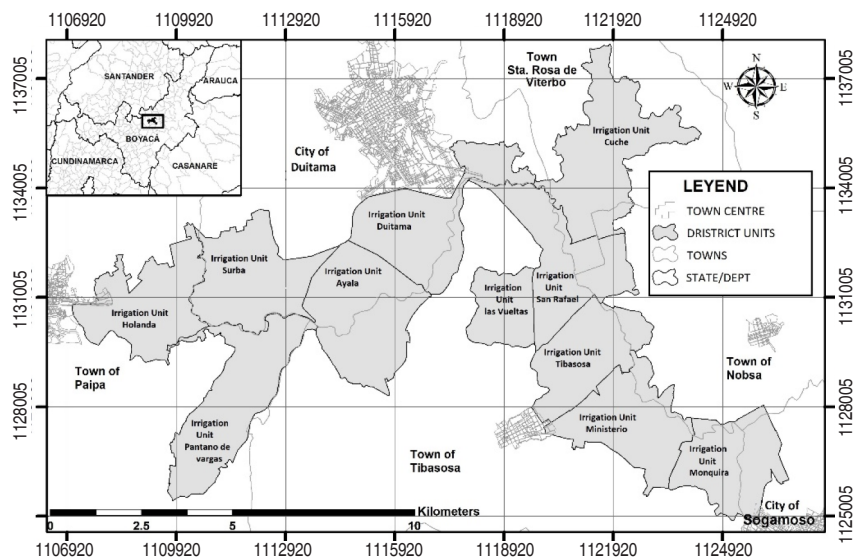 1106920 1109920 1112920 1115920 1118920 1121920 1124920
1137005
1134005
1131005
1128005
1125005
SANTANDER
ARAUCA
BOYACÁ
CUNDINAMARCA
CASANARE
Town
Sta. Rosa de
Viterbo
N
W E
S
City of
Duitama
Irrigation Unit
Cuche
LEYEND
TOWN CENTRE
DRISTRICT UNITS
TOWNS
STATE/DEPT
Irrigation Unit
Duitama
Irrigation Unit
Surba
Irrigation Unit
Ayala
Irrigation Unit
Holanda
Irrigation
Unit
las Vueltas
Irrigation
Unit
San Rafael
Irrigation Unit
Tibasosa
Town of
Nobsa
Town of
Paipa
Irrigation
Unit
Pantano de
vargas
Irrigation Unit
Ministerio
Town of
Tibasosa
Irrigation
Unit
Monquira
City of
Sogamoso
Kilometers
0 2.5 5 10
1137005
1134005
1131005
1128005
1125005
1106920 1109920 1112920 1115920 1118920 1121920 1124920